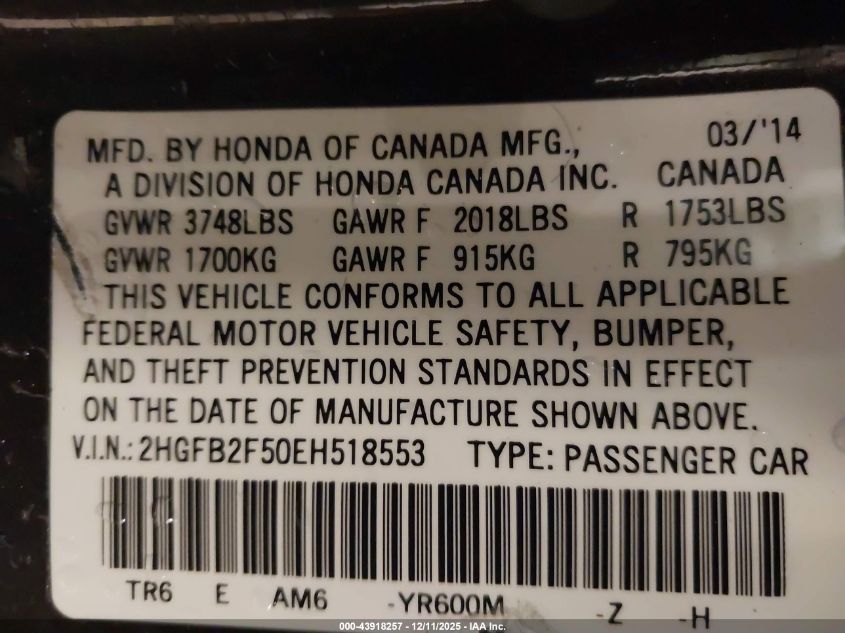 MFD. BY HONDA OF CANADA MFG., 03/'14
A DIVISION OF HONDA CANADA INC. CANADA
GVWR 3748LBS GAWR F 2018LBS R 1753LBS
GVWR 1700KG GAWR F 915KG R 795KG
THIS VEHICLE CONFORMS TO ALL APPLICABLE
FEDERAL MOTOR VEHICLE SAFETY, BUMPER,
AND THEFT PREVENTION STANDARDS IN EFFECT
ON THE DATE OF MANUFACTURE SHOWN ABOVE.
V.I.N.: 2HGFB2F50EH518553 TYPE: PASSENGER CAR
TR6 E AM6 -YR600M -Z -H
000-43918257 - 12/11/2025 - IAA Inc.